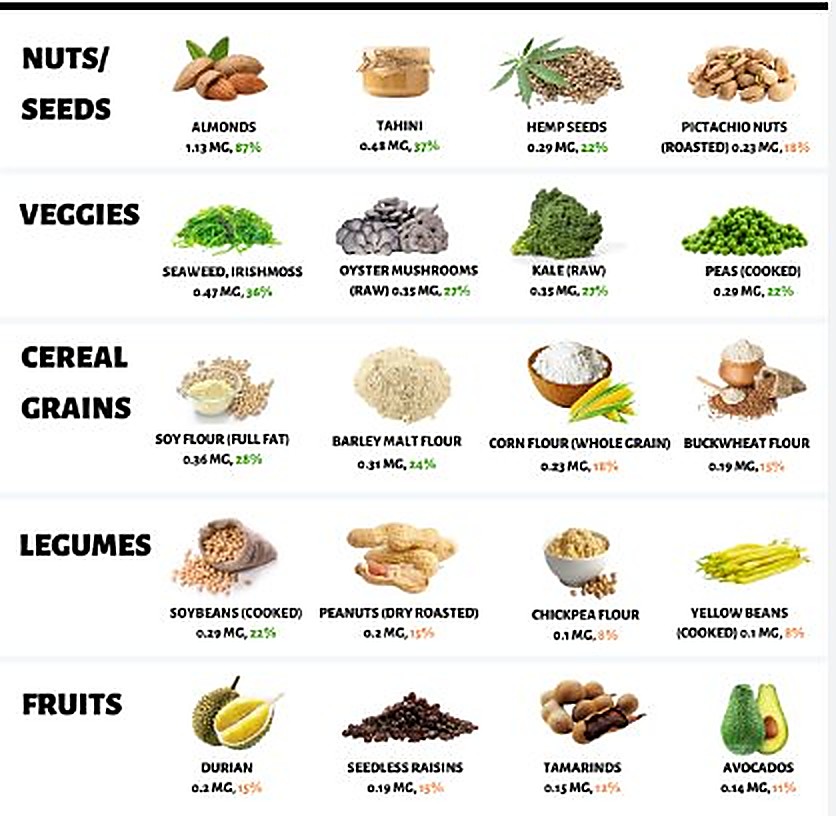 NUTS/
SEEDS
ALMONDS
1.13 MG, 87%
TAHINI
0.48 MG, 37%
HEMP SEEDS
0.29 MG, 22%
PICTACHIO NUTS
(ROASTED) 0.23 MG, 18%
VEGGIES
SEAWEED, IRISHMOSS
0.47 MG, 36%
OYSTER MUSHROOMS
(RAW) 0.35 MG, 27%
KALE (RAW)
0.35 MG, 27%
PEAS (COOKED)
0.29 MG, 22%
CEREAL
GRAINS
SOY FLOUR (FULL FAT)
0.36 MG, 28%
BARLEY MALT FLOUR
0.31 MG, 24%
CORN FLOUR (WHOLE GRAIN)
0.23 MG, 18%
BUCKWHEAT FLOUR
0.19 MG, 15%
LEGUMES
SOYBEANS (COOKED)
0.29 MG, 22%
PEANUTS (DRY ROASTED)
0.2 MG, 15%
CHICKPEA FLOUR
0.1 MG, 8%
YELLOW BEANS
(COOKED) 0.1 MG, 8%
FRUITS
DURIAN
0.2 MG, 15%
SEEDLESS RAISINS
0.19 MG, 15%
TAMARINDS
0.15 MG, 12%
AVOCADOS
0.14 MG, 11%